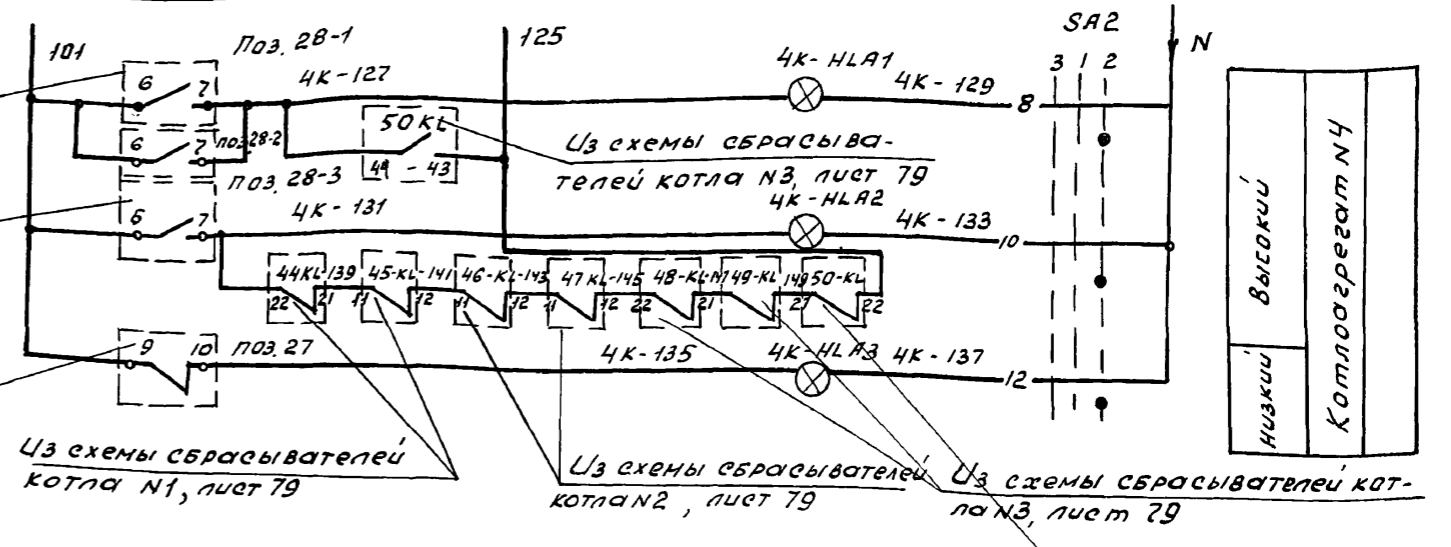 101
Поз. 28-1
125
SA2
N
6 7
4К-127
4К-HLA1
4К-129
3 1 2
8
6 7
поз.28-2
50 KL
44 - 43
Из схемы сбрасыва-
телей котла N3, лист 79
поз. 28-3
6 7
4К-131
4К-HLA2
4К-133
10
44KL-139 45-KL-141 46-KL-143 47KL-145 48-KL- 49-KL 149 50-KL
22 21 11 12 11 12 11 12 22 21 22
9 10 поз. 27
4К-135
4К-HLA3
4К-137
12
Из схемы сбрасывателей
котла N1, лист 79
Из схемы сбрасывателей
котла N2, лист 79
Из схемы сбрасывателей кот-
ла N3, лист 79
Высокий
Низкий
Котлоагрегат N4